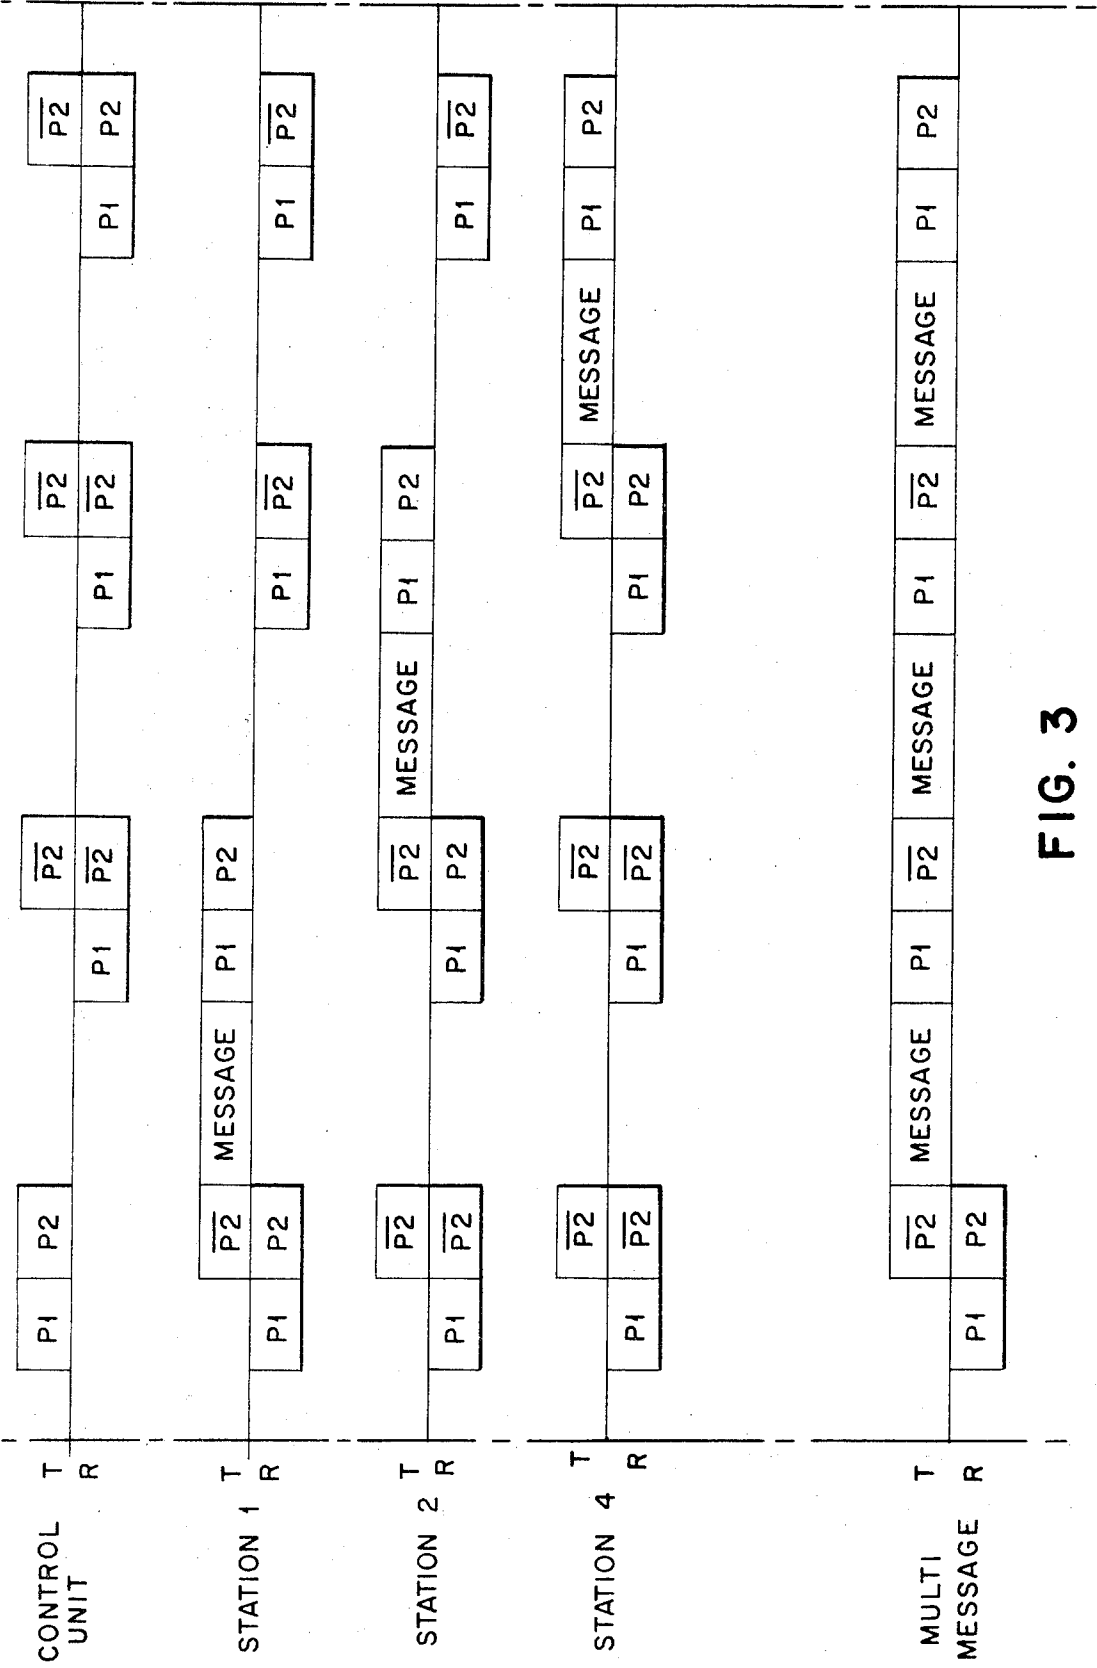 CONTROL
UNIT
T P1 P2 P̅2̅ P̅2̅ P̅2̅
R P1 P̅2̅ P1 P̅2̅ P1 P2
STATION 1
T P̅2̅ MESSAGE P1 P2
R P1 P2 P1 P̅2̅ P1 P̅2̅
STATION 2
T P̅2̅ P̅2̅ MESSAGE P1 P2
R P1 P̅2̅ P1 P2 P1 P̅2̅
STATION 4
T P̅2̅ P̅2̅ P̅2̅ MESSAGE P1 P2
R P1 P̅2̅ P1 P̅2̅ P1 P2
MULTI
MESSAGE
T P̅2̅ MESSAGE P1 P̅2̅ MESSAGE P1 P̅2̅ MESSAGE P1 P2
R P1 P2
FIG. 3